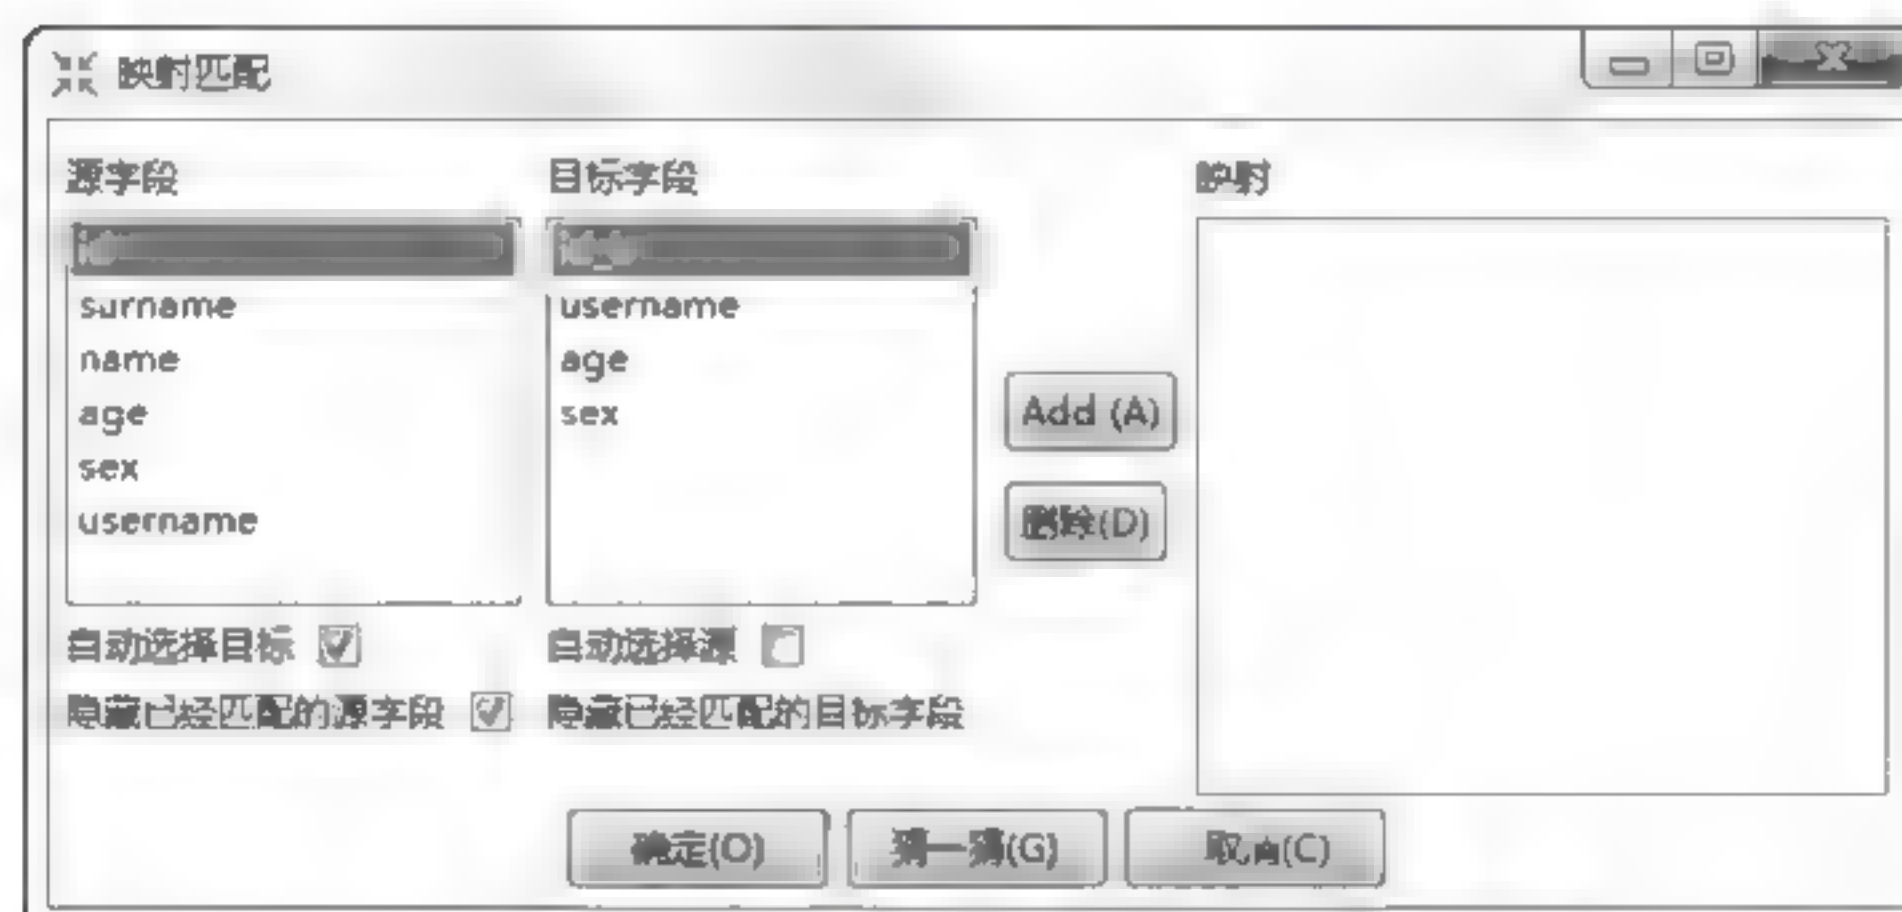 映射匹配
源字段
目标字段
映射
id
surname
name
age
sex
username
username
age
sex
Add (A)
删除(D)
自动选择目标
自动选择源
隐藏已经匹配的源字段
隐藏已经匹配的目标字段
确定(O)
猜一猜(G)
取消(C)